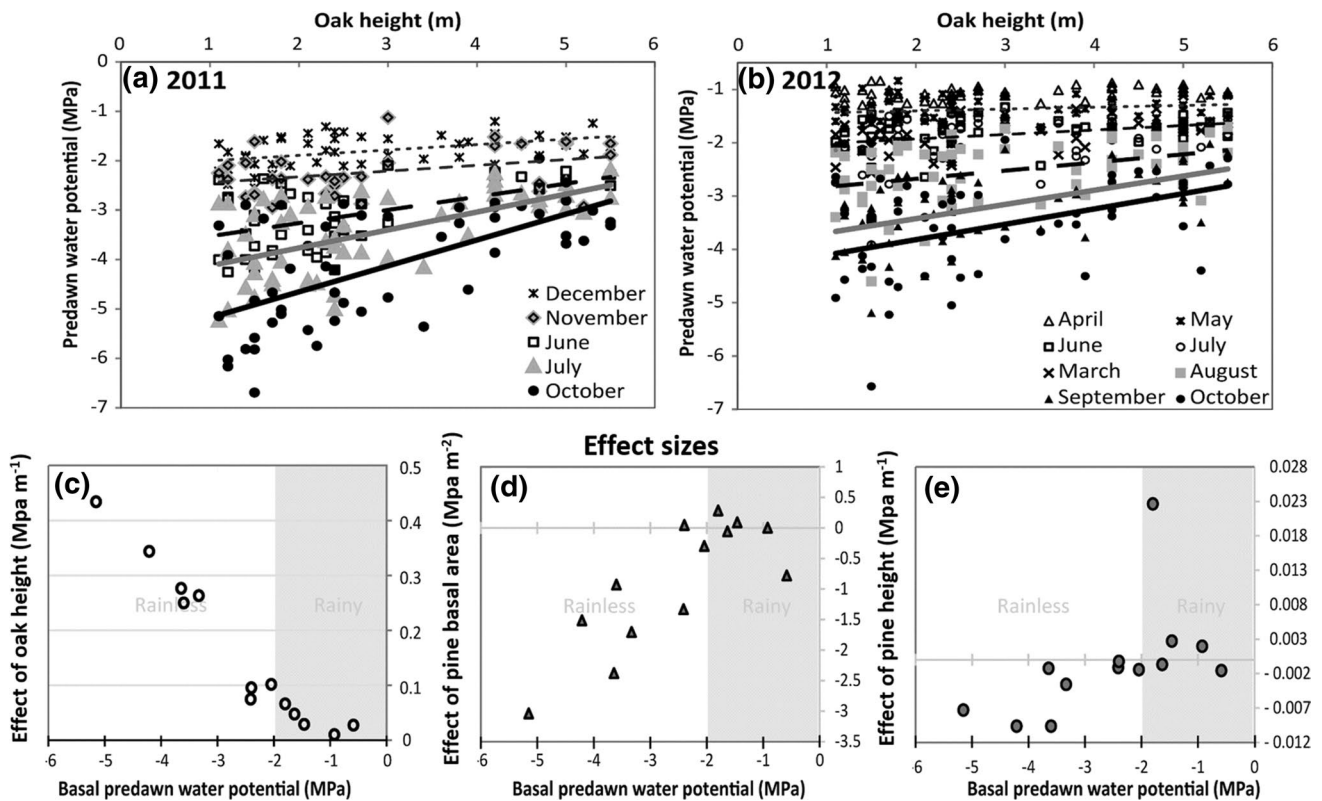 Oak height (m)
0 1 2 3 4 5 6
(a) 2011
Predawn water potential (MPa)
0
-1
-2
-3
-4
-5
-6
-7
December
November
June
July
October
Oak height (m)
0 1 2 3 4 5 6
(b) 2012
Predawn water potential (MPa)
-1
-2
-3
-4
-5
-6
-7
April May
June July
March August
September October
Effect sizes
(c)
Effect of oak height (Mpa m-1)
0.5
0.4
0.3
0.2
0.1
0
Rainless Rainy
-6 -5 -4 -3 -2 -1 0
Basal predawn water potential (MPa)
(d)
Effect of pine basal area (Mpa m-2)
1
0.5
0
-0.5
-1
-1.5
-2
-2.5
-3
-3.5
Rainless Rainy
-6 -5 -4 -3 -2 -1 0
Basal predawn water potential (MPa)
(e)
Effect of pine height (Mpa m-1)
0.028
0.023
0.018
0.013
0.008
0.003
- 0.002
- 0.007
- 0.012
Rainless Rainy
-6 -5 -4 -3 -2 -1 0
Basal predawn water potential (MPa)